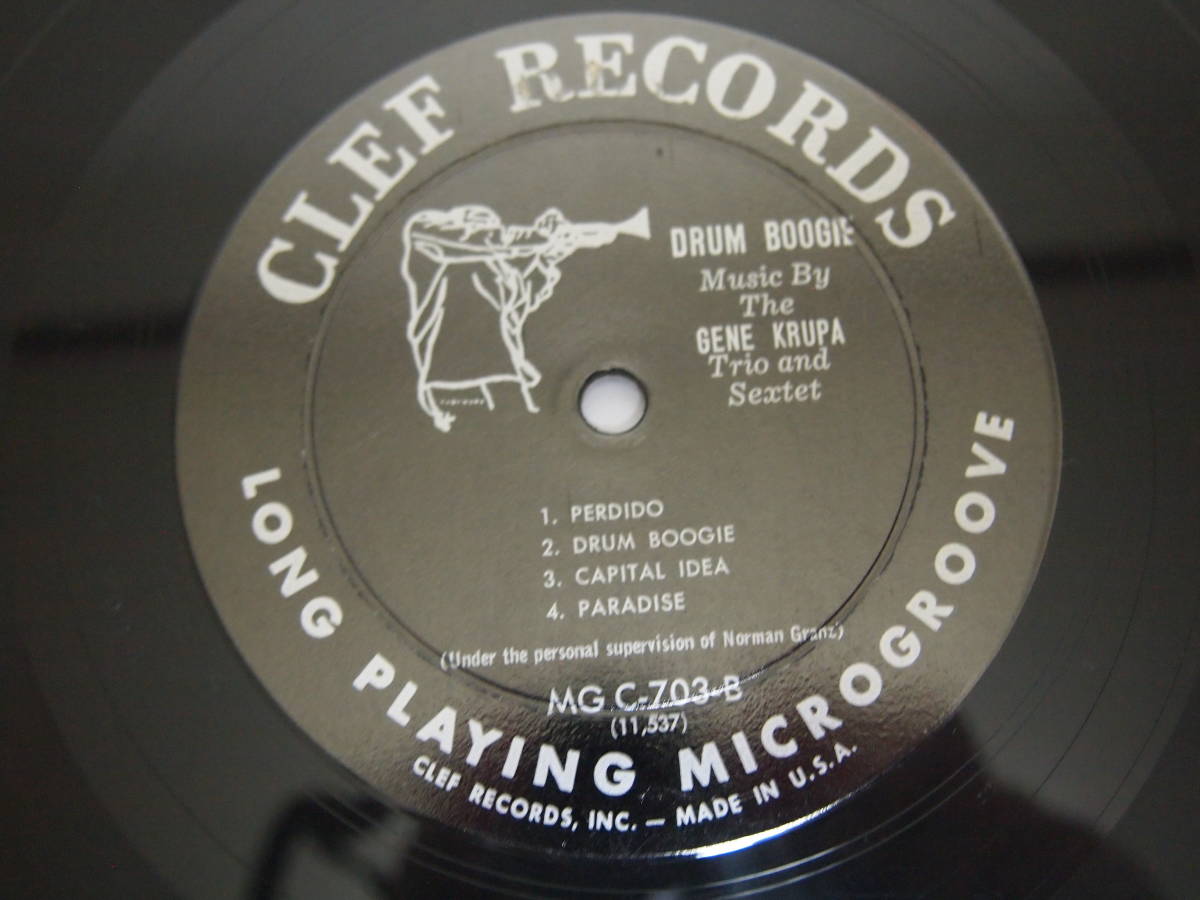 CLEF RECORDS
DRUM BOOGIE
Music By
The
GENE KRUPA
Trio and
Sextet
1. PERDIDO
2. DRUM BOOGIE
3. CAPITAL IDEA
4. PARADISE
(Under the personal supervision of Norman Granz)
MG C-703-B
(11,537)
LONG PLAYING MICROGROOVE
CLEF RECORDS, INC. — MADE IN U.S.A.